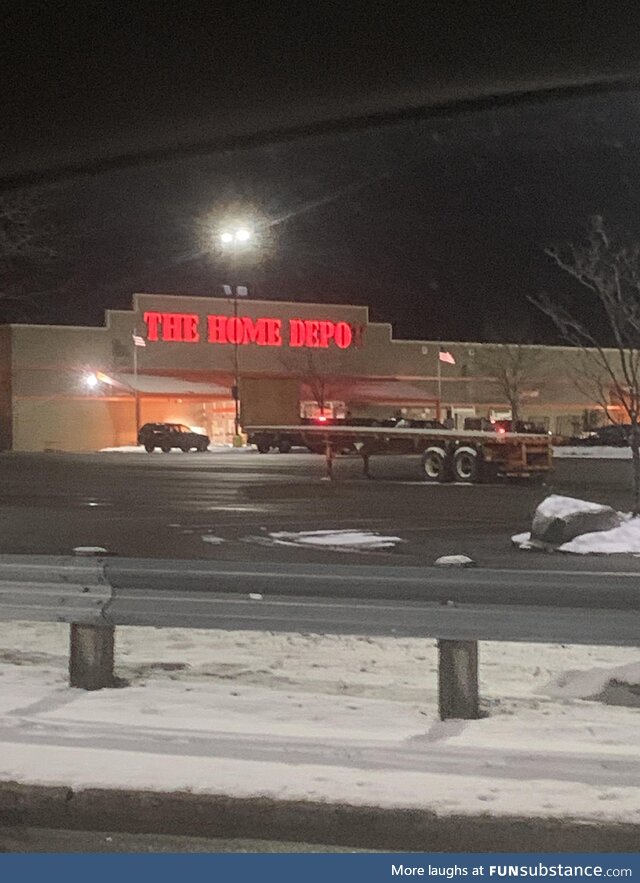 THE HOME DEPO
More laughs at FUNsubstance.com